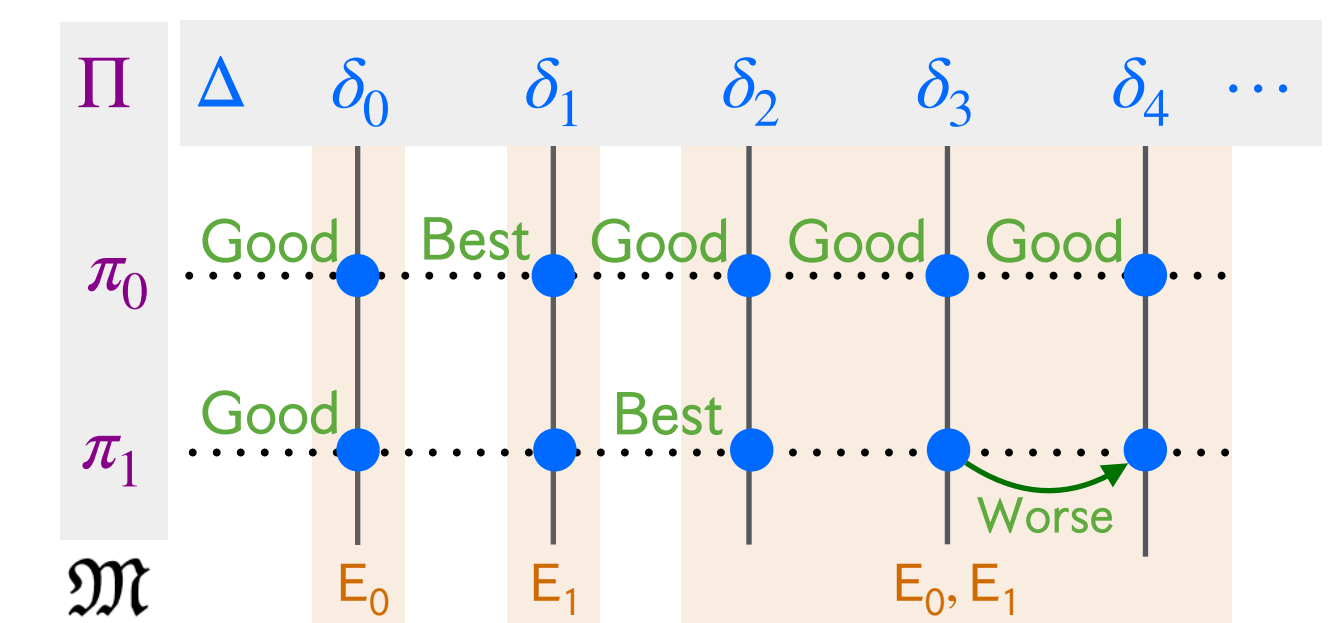 Π Δ δ0 δ1 δ2 δ3 δ4 ⋯
Good Best Good Good Good
π0
Good Best
π1
Worse
𝔐 E0 E1 E0, E1